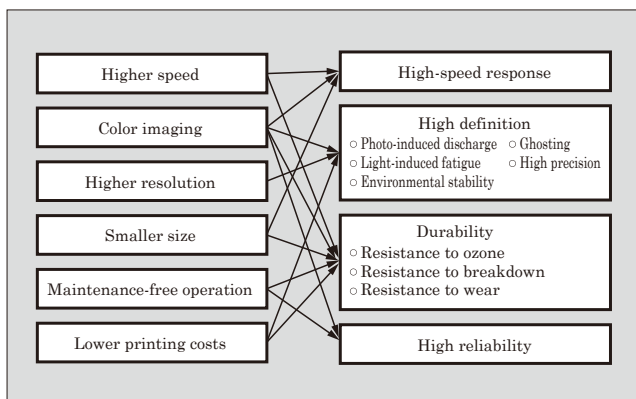 Higher speed
Color imaging
Higher resolution
Smaller size
Maintenance-free operation
Lower printing costs
High-speed response
High definition
○ Photo-induced discharge ○ Ghosting
○ Light-induced fatigue ○ High precision
○ Environmental stability
Durability
○ Resistance to ozone
○ Resistance to breakdown
○ Resistance to wear
High reliability